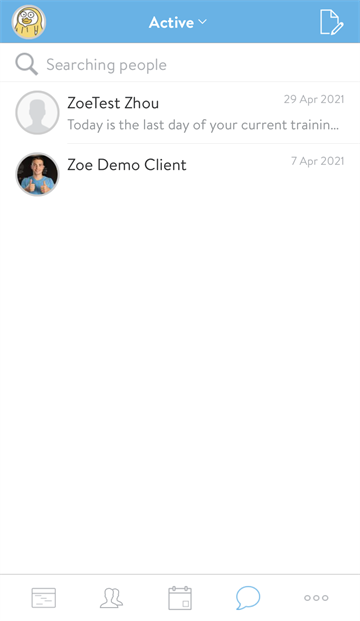 Active
Searching people
ZoeTest Zhou
29 Apr 2021
Today is the last day of your current trainin...
Zoe Demo Client
7 Apr 2021